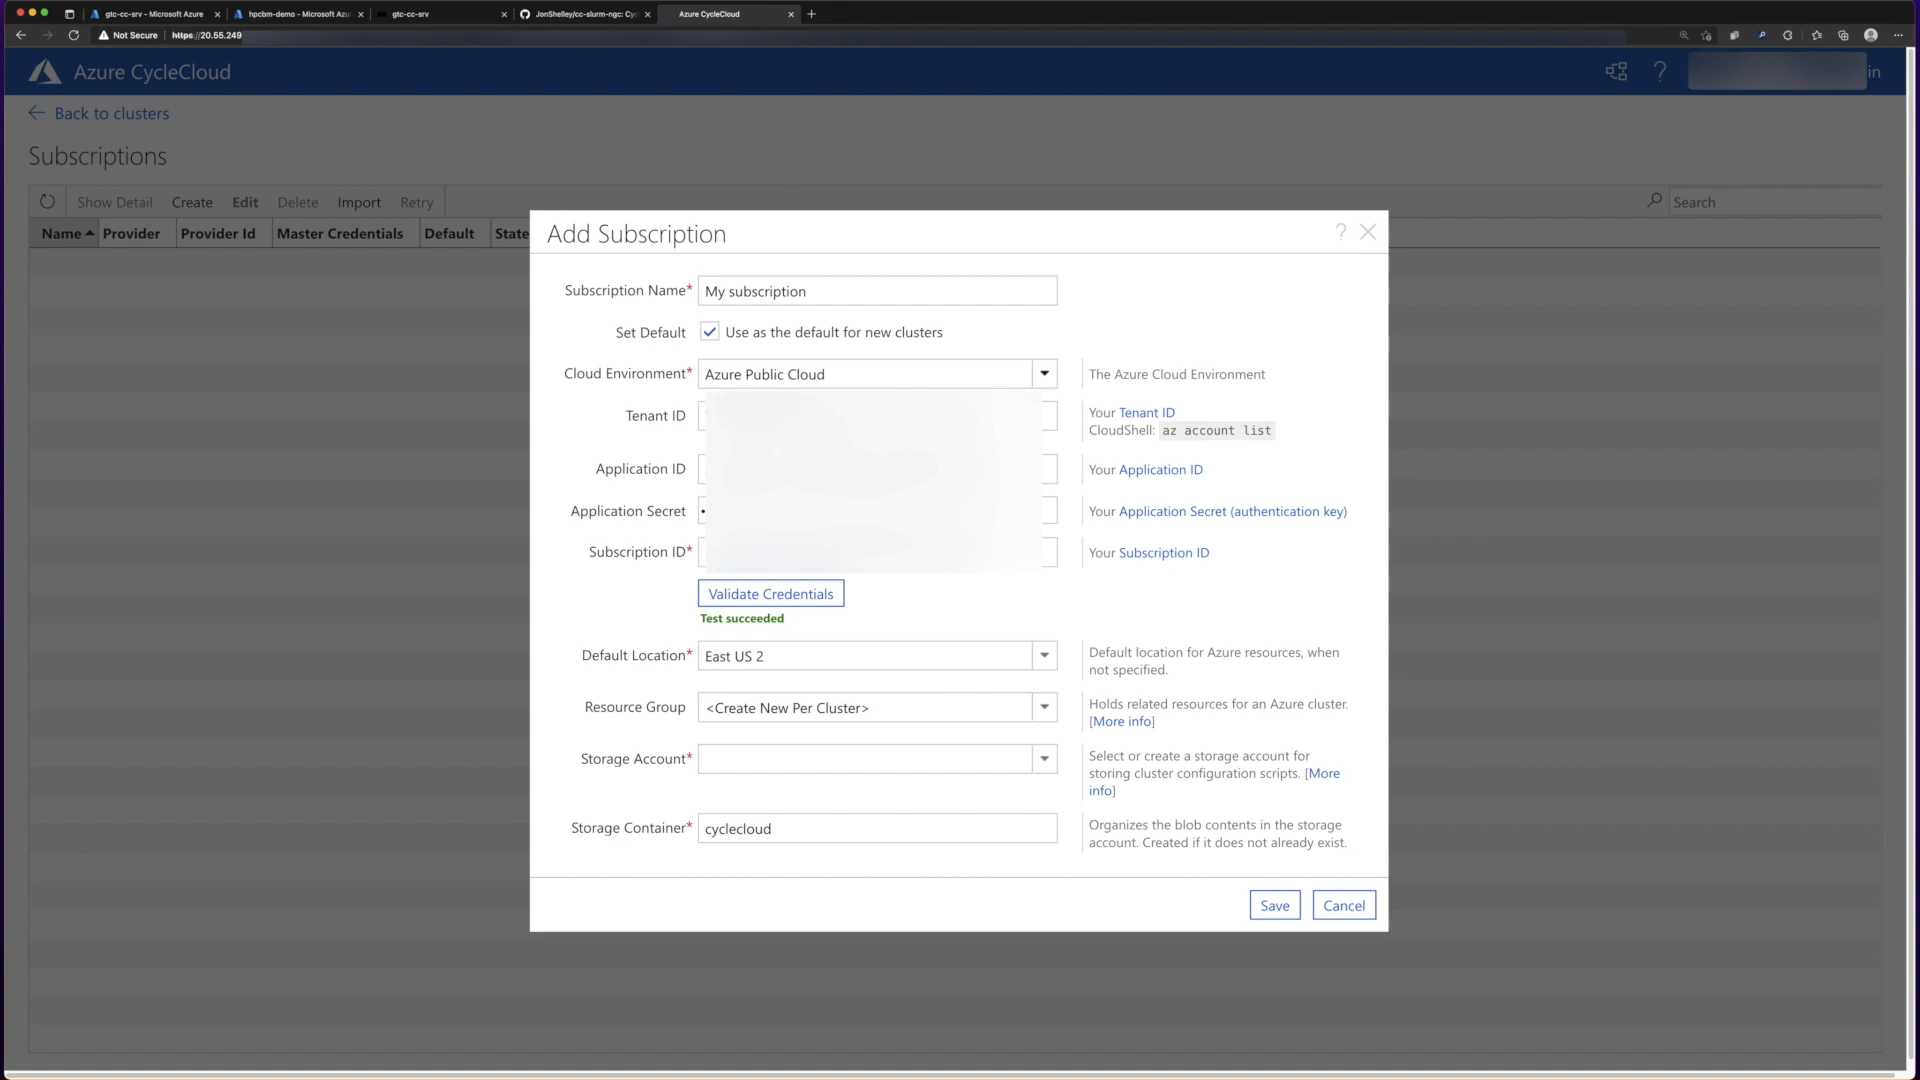 gtc-cc-srv – Microsoft Azure
hpcbm-demo - Microsoft Azu
gtc-cc-srv
JonShelley/cc-slurm-ngc: Cy
Azure CycleCloud
Not Secure
https://20.55.249
Azure CycleCloud
?
in
Back to clusters
Subscriptions
Show Detail
Create
Edit
Delete
Import
Retry
Search
Name
Provider
Provider Id
Master Credentials
Default
State
Add Subscription
?
Subscription Name*
My subscription
Set Default
Use as the default for new clusters
Cloud Environment*
Azure Public Cloud
The Azure Cloud Environment
Tenant ID
Your Tenant ID
CloudShell: az account list
Application ID
Your Application ID
Application Secret
Your Application Secret (authentication key)
Subscription ID*
Your Subscription ID
Validate Credentials
Test succeeded
Default Location*
East US 2
Default location for Azure resources, when
not specified.
Resource Group
<Create New Per Cluster>
Holds related resources for an Azure cluster.
[More info]
Storage Account*
Select or create a storage account for
storing cluster configuration scripts. [More
info]
Storage Container*
cyclecloud
Organizes the blob contents in the storage
account. Created if it does not already exist.
Save
Cancel